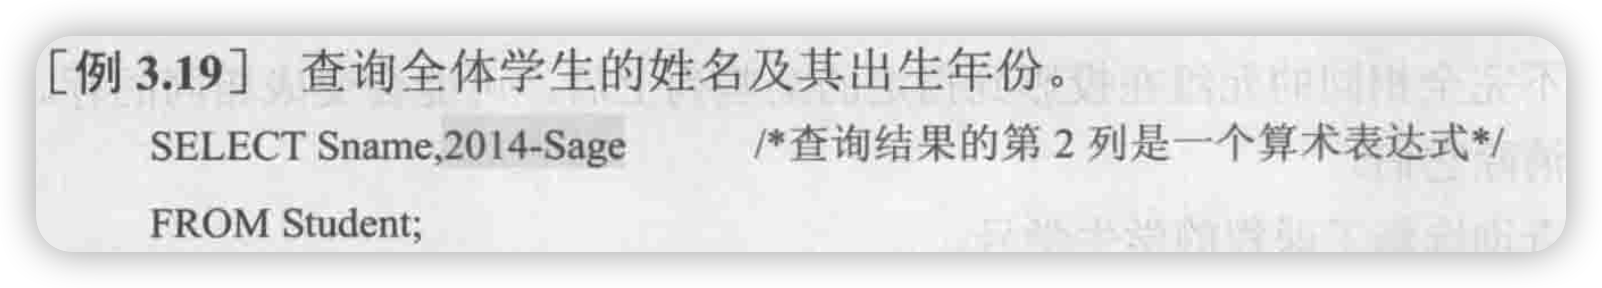 [例 3.19] 查询全体学生的姓名及其出生年份。
SELECT Sname,2014-Sage /*查询结果的第 2 列是一个算术表达式*/
FROM Student;